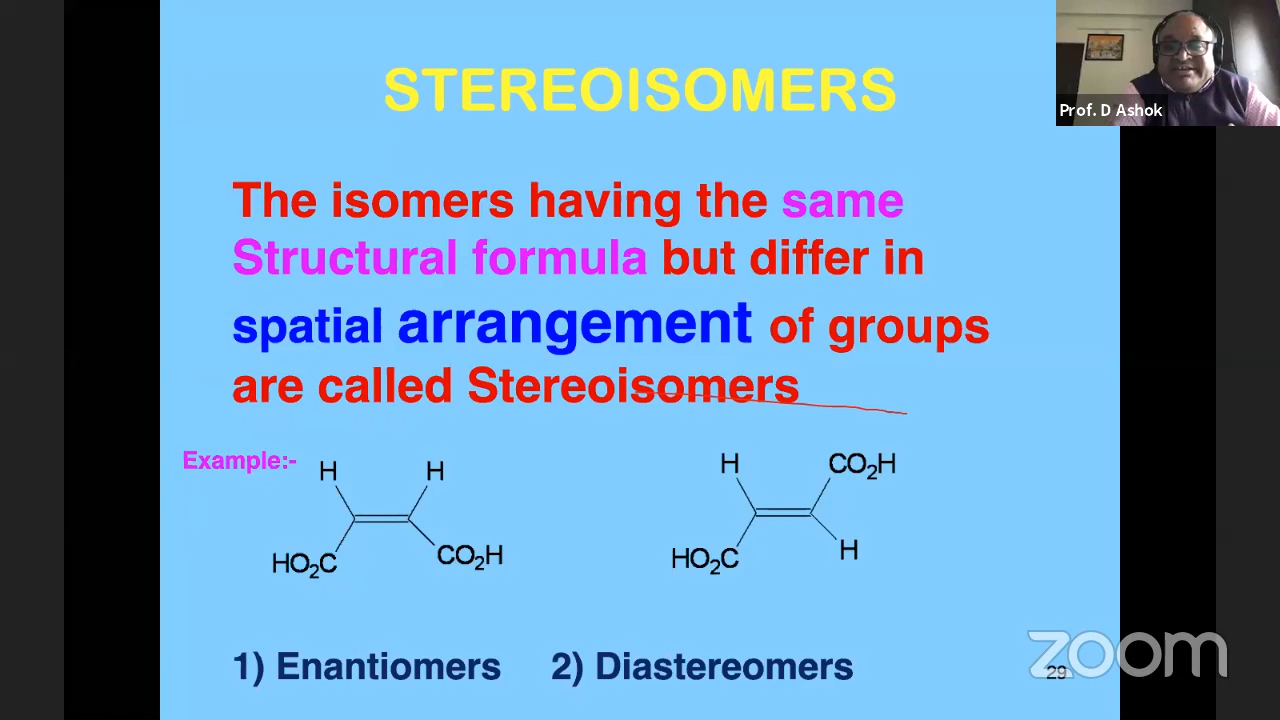 STEREOISOMERS
Prof. D Ashok
The isomers having the same
Structural formula but differ in
spatial arrangement of groups
are called Stereoisomers
Example:-
H H
HO₂C CO₂H
H CO₂H
HO₂C H
1) Enantiomers 2) Diastereomers
29
zoom